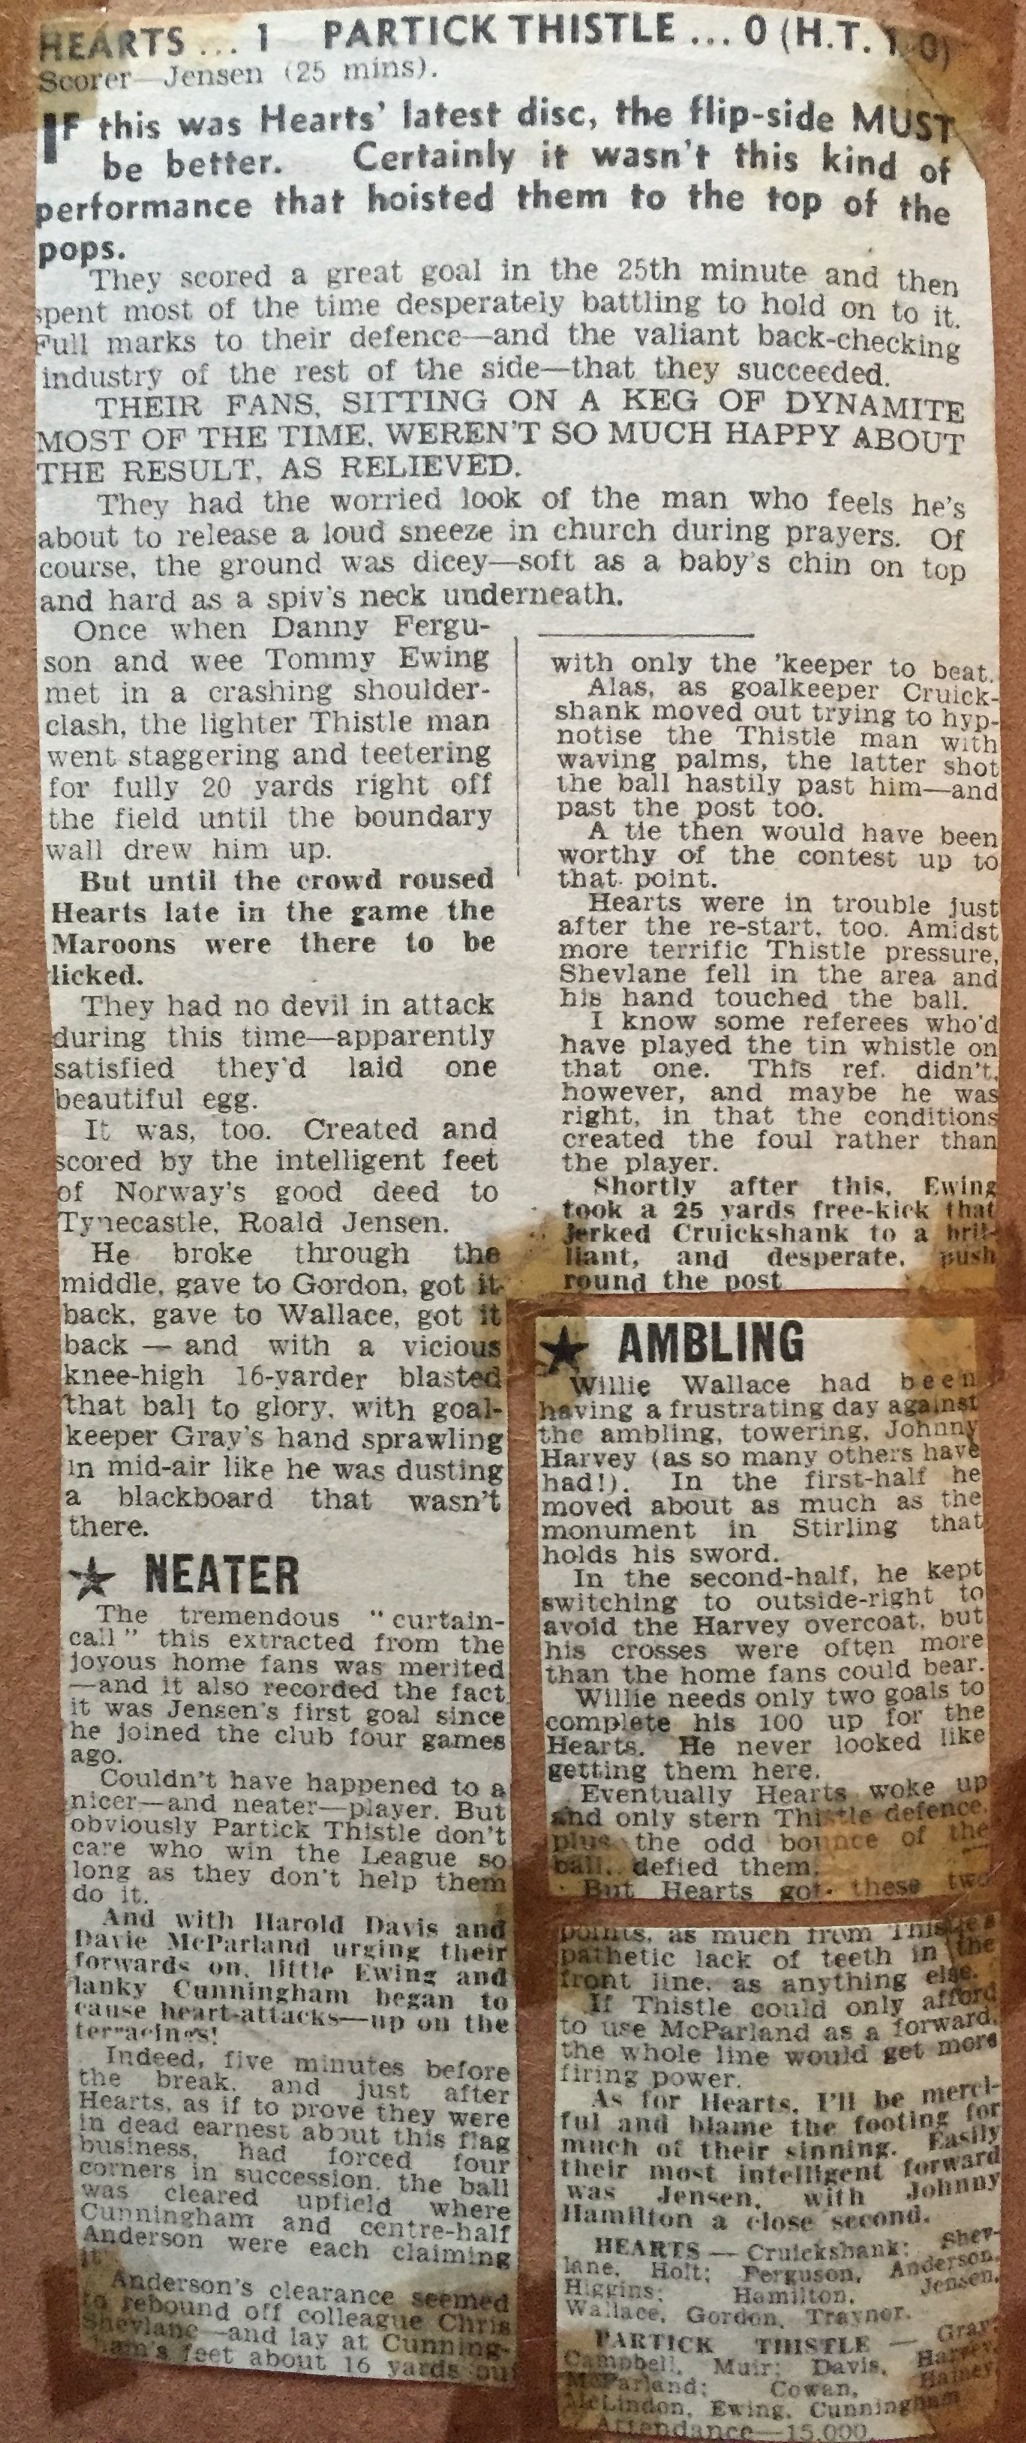 HEARTS ... 1 PARTICK THISTLE ... 0 (H.T. 1-0)
Scorer—Jensen (25 mins).
IF this was Hearts' latest disc, the flip-side MUST
be better. Certainly it wasn't this kind of
performance that hoisted them to the top of the
pops.
They scored a great goal in the 25th minute and then
spent most of the time desperately battling to hold on to it.
Full marks to their defence—and the valiant back-checking
industry of the rest of the side—that they succeeded.
THEIR FANS, SITTING ON A KEG OF DYNAMITE
MOST OF THE TIME, WEREN'T SO MUCH HAPPY ABOUT
THE RESULT, AS RELIEVED.
They had the worried look of the man who feels he's
about to release a loud sneeze in church during prayers. Of
course, the ground was dicey—soft as a baby's chin on top
and hard as a spiv's neck underneath.
Once when Danny Fergu-
son and wee Tommy Ewing
met in a crashing shoulder-
clash, the lighter Thistle man
went staggering and teetering
for fully 20 yards right off
the field until the boundary
wall drew him up.
But until the crowd roused
Hearts late in the game the
Maroons were there to be
licked.
They had no devil in attack
during this time—apparently
satisfied they'd laid one
beautiful egg.
It was, too. Created and
scored by the intelligent feet
of Norway's good deed to
Tynecastle, Roald Jensen.
He broke through the
middle, gave to Gordon, got it
back, gave to Wallace, got it
back — and with a vicious
knee-high 16-yarder blasted
that ball to glory, with goal-
keeper Gray's hand sprawling
in mid-air like he was dusting
a blackboard that wasn't
there.
★ NEATER
The tremendous "curtain-
call" this extracted from the
joyous home fans was merited
—and it also recorded the fact
it was Jensen's first goal since
he joined the club four games
ago.
Couldn't have happened to a
nicer—and neater—player. But
obviously Partick Thistle don't
care who win the League so
long as they don't help them
do it.
And with Harold Davis and
Davie McParland urging their
forwards on, little Ewing and
lanky Cunningham began to
cause heart-attacks—up on the
terracings!
Indeed, five minutes before
the break, and just after
Hearts, as if to prove they were
in dead earnest about this flag
business, had forced four
corners in succession, the ball
was cleared upfield where
Cunningham and centre-half
Anderson were each claiming
it.
Anderson's clearance seemed
to rebound off colleague Chris
Shevlane—and lay at Cunning-
ham's feet about 16 yards out
with only the 'keeper to beat.
Alas, as goalkeeper Cruick-
shank moved out trying to hyp-
notise the Thistle man with
waving palms, the latter shot
the ball hastily past him—and
past the post too.
A tie then would have been
worthy of the contest up to
that point.
Hearts were in trouble just
after the re-start, too. Amidst
more terrific Thistle pressure,
Shevlane fell in the area and
his hand touched the ball.
I know some referees who'd
have played the tin whistle on
that one. This ref. didn't,
however, and maybe he was
right, in that the conditions
created the foul rather than
the player.
Shortly after this, Ewing
took a 25 yards free-kick that
jerked Cruickshank to a bril-
liant, and desperate, push
round the post
★ AMBLING
Willie Wallace had been
having a frustrating day against
the ambling, towering, Johnny
Harvey (as so many others have
had!). In the first-half he
moved about as much as the
monument in Stirling that
holds his sword.
In the second-half, he kept
switching to outside-right to
avoid the Harvey overcoat, but
his crosses were often more
than the home fans could bear.
Willie needs only two goals to
complete his 100 up for the
Hearts. He never looked like
getting them here.
Eventually Hearts woke up
and only stern Thistle defence,
plus the odd bounce of the
ball, defied them.
But Hearts got these two
points, as much from Thistle's
pathetic lack of teeth in the
front line, as anything else.
If Thistle could only afford
to use McParland as a forward,
the whole line would get more
firing power.
As for Hearts, I'll be merci-
ful and blame the footing for
much of their sinning. Easily
their most intelligent forward
was Jensen, with Johnny
Hamilton a close second.
HEARTS — Cruickshank; Shev-
lane, Holt; Ferguson, Anderson,
Higgins; Hamilton, Jensen,
Wallace, Gordon, Traynor.
PARTICK THISTLE — Gray;
Campbell, Muir; Davis, Harvey,
McParland; Cowan, Hainey,
McLindon, Ewing, Cunningham
Attendance—15,000.